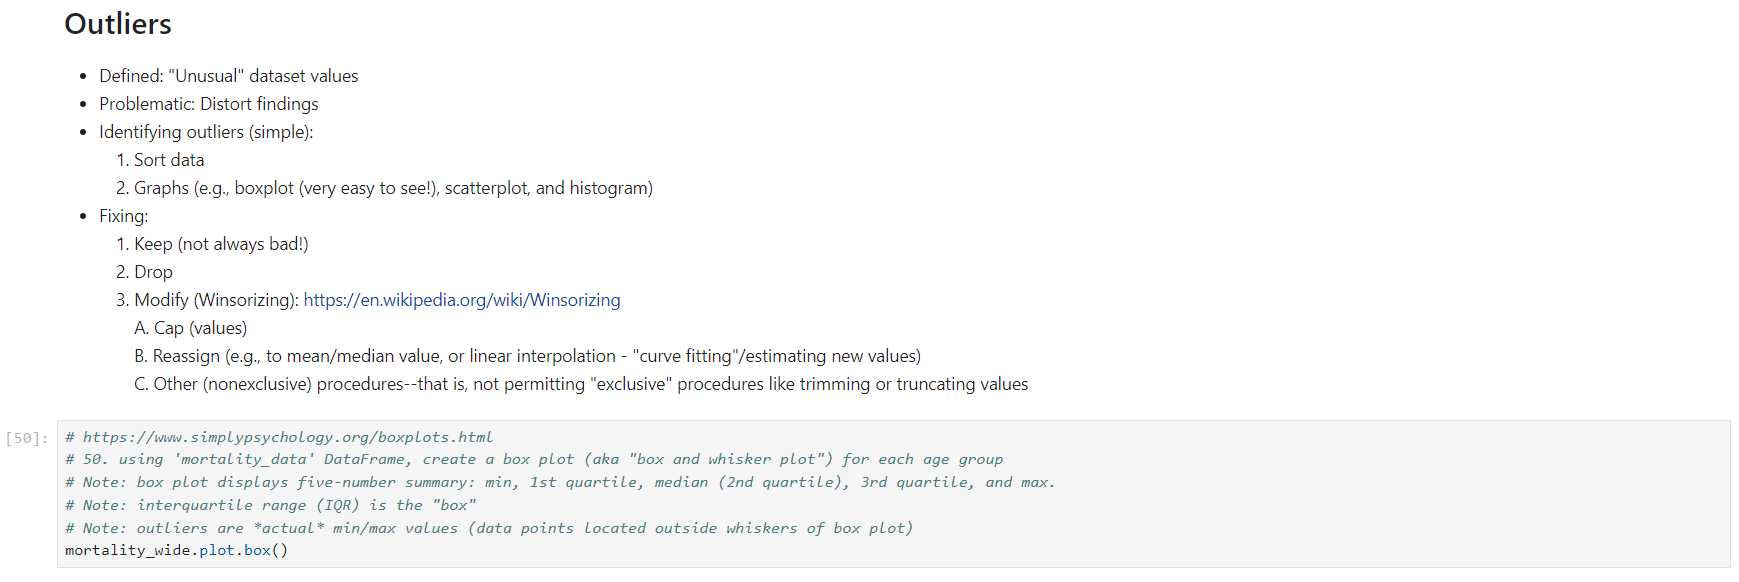 Outliers
• Defined: "Unusual" dataset values
• Problematic: Distort findings
• Identifying outliers (simple):
1. Sort data
2. Graphs (e.g., boxplot (very easy to see!), scatterplot, and histogram)
• Fixing:
1. Keep (not always bad!)
2. Drop
3. Modify (Winsorizing): https://en.wikipedia.org/wiki/Winsorizing
A. Cap (values)
B. Reassign (e.g., to mean/median value, or linear interpolation - "curve fitting"/estimating new values)
C. Other (nonexclusive) procedures--that is, not permitting "exclusive" procedures like trimming or truncating values
[50]: # https://www.simplypsychology.org/boxplots.html
# 50. using 'mortality_data' DataFrame, create a box plot (aka "box and whisker plot") for each age group
# Note: box plot displays five-number summary: min, 1st quartile, median (2nd quartile), 3rd quartile, and max.
# Note: interquartile range (IQR) is the "box"
# Note: outliers are *actual* min/max values (data points located outside whiskers of box plot)
mortality_wide.plot.box()